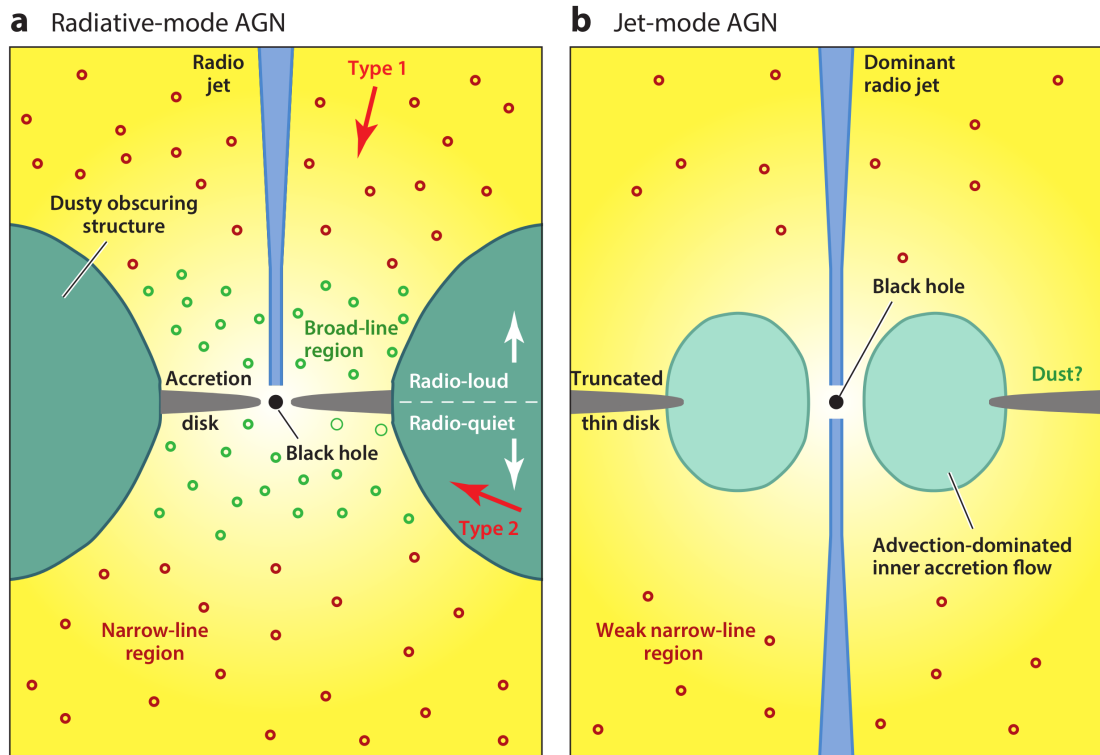 a Radiative-mode AGN
Radio
jet
Type 1
Dusty obscuring
structure
Broad-line
region
Accretion
disk
Radio-loud
Radio-quiet
Black hole
Type 2
Narrow-line
region
b Jet-mode AGN
Dominant
radio jet
Black hole
Truncated
thin disk
Dust?
Advection-dominated
inner accretion flow
Weak narrow-line
region